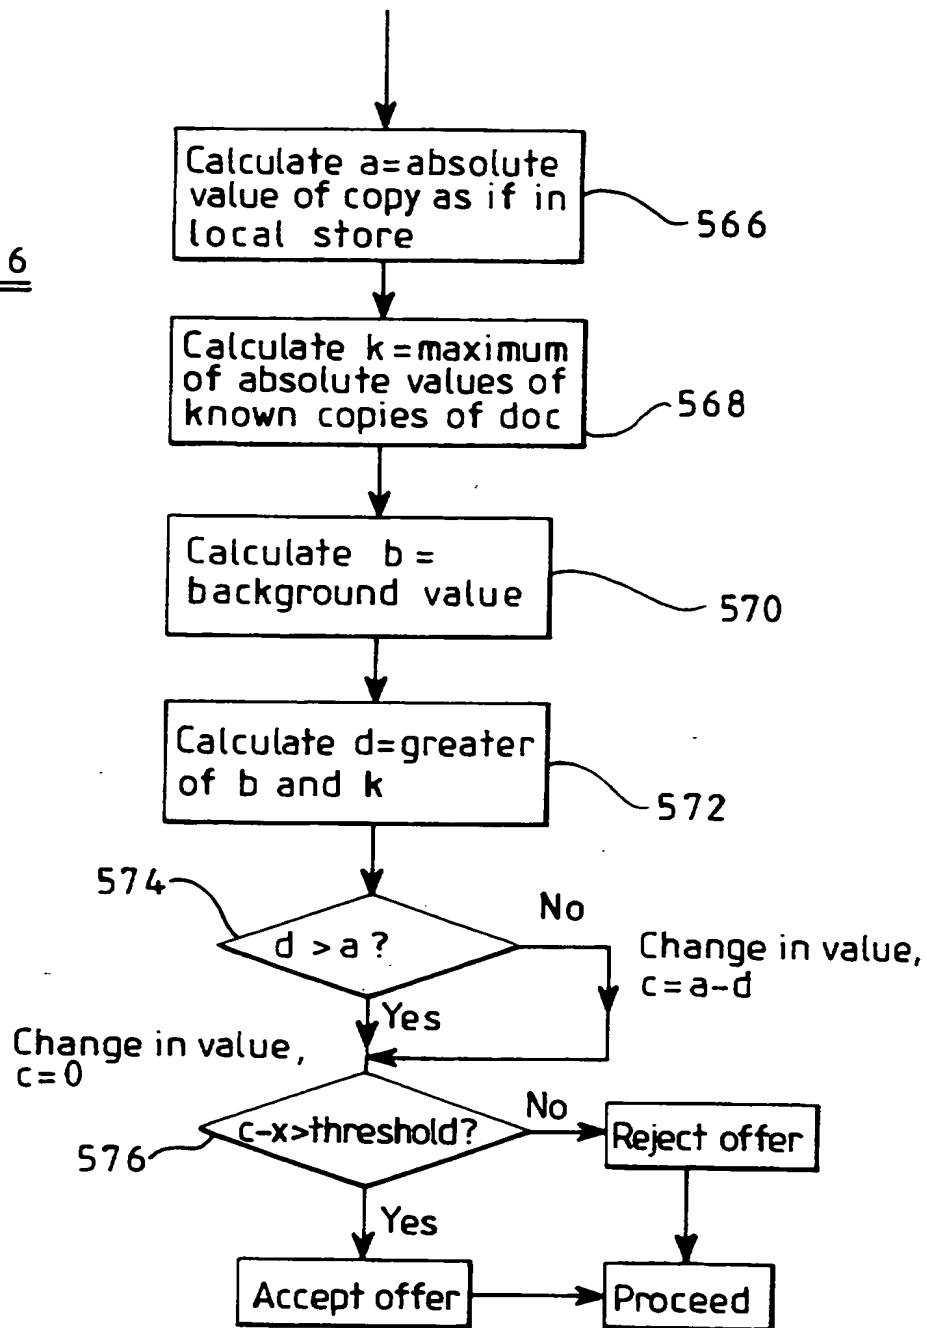 Calculate a=absolute
value of copy as if in
local store
566
6
Calculate k=maximum
of absolute values of
known copies of doc
568
Calculate b=
background value
570
Calculate d=greater
of b and k
572
574
d > a ?
No
Change in value,
c=a-d
Yes
Change in value,
c=0
c-x>threshold?
No
Reject offer
576
Yes
Accept offer
Proceed